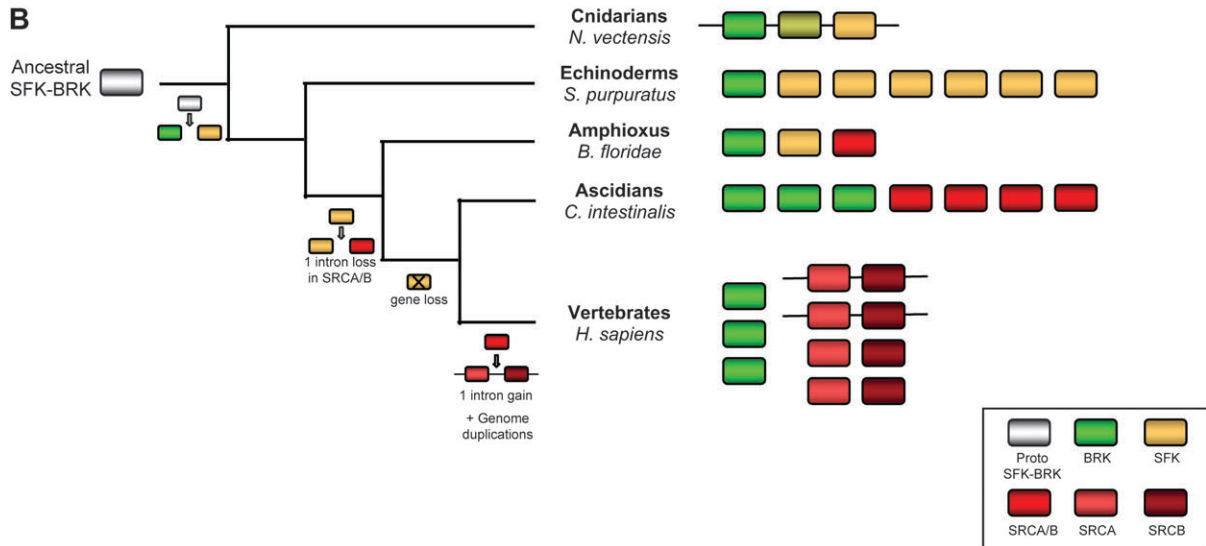 B
Ancestral
SFK-BRK
Cnidarians
N. vectensis
Echinoderms
S. purpuratus
Amphioxus
B. floridae
Ascidians
C. intestinalis
1 intron loss
in SRCA/B
gene loss
Vertebrates
H. sapiens
1 intron gain
+ Genome
duplications
Proto
SFK-BRK
BRK
SFK
SRCA/B
SRCA
SRCB